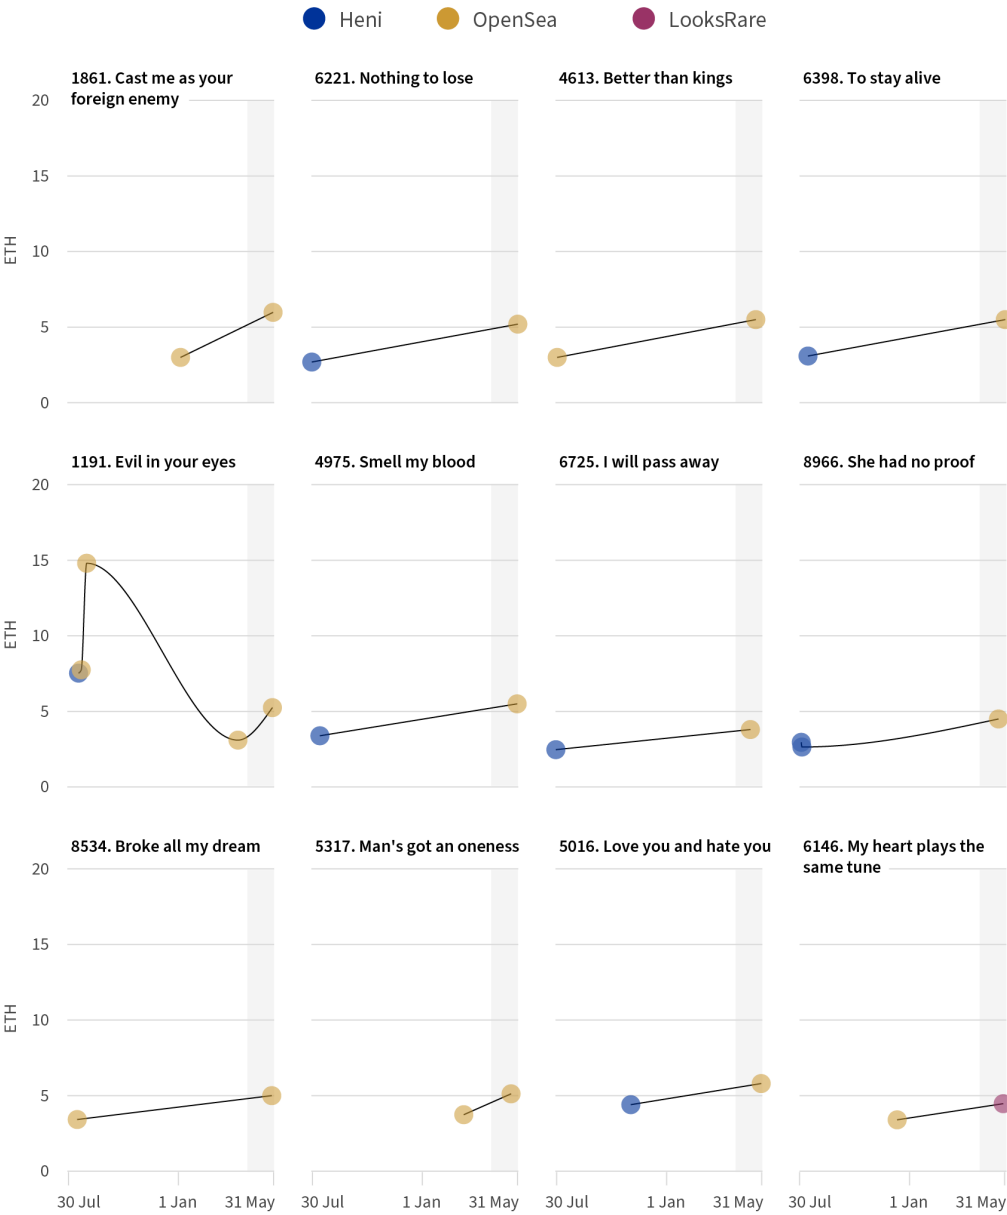 Heni OpenSea LooksRare
1861. Cast me as your
foreign enemy
6221. Nothing to lose
4613. Better than kings
6398. To stay alive
20
15
10
5
0
ETH
1191. Evil in your eyes
4975. Smell my blood
6725. I will pass away
8966. She had no proof
20
15
10
5
0
ETH
8534. Broke all my dream
5317. Man's got an oneness
5016. Love you and hate you
6146. My heart plays the
same tune
20
15
10
5
0
ETH
30 Jul 1 Jan 31 May
30 Jul 1 Jan 31 May
30 Jul 1 Jan 31 May
30 Jul 1 Jan 31 May